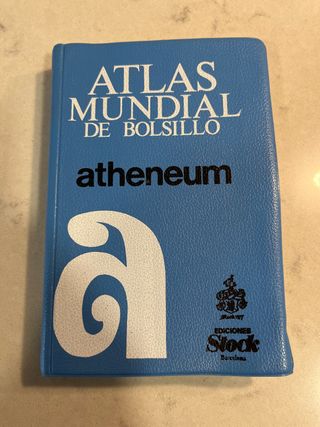 ATLAS
MUNDIAL
DE BOLSILLO
atheneum
a
EDICIONES
Stock
Barcelona